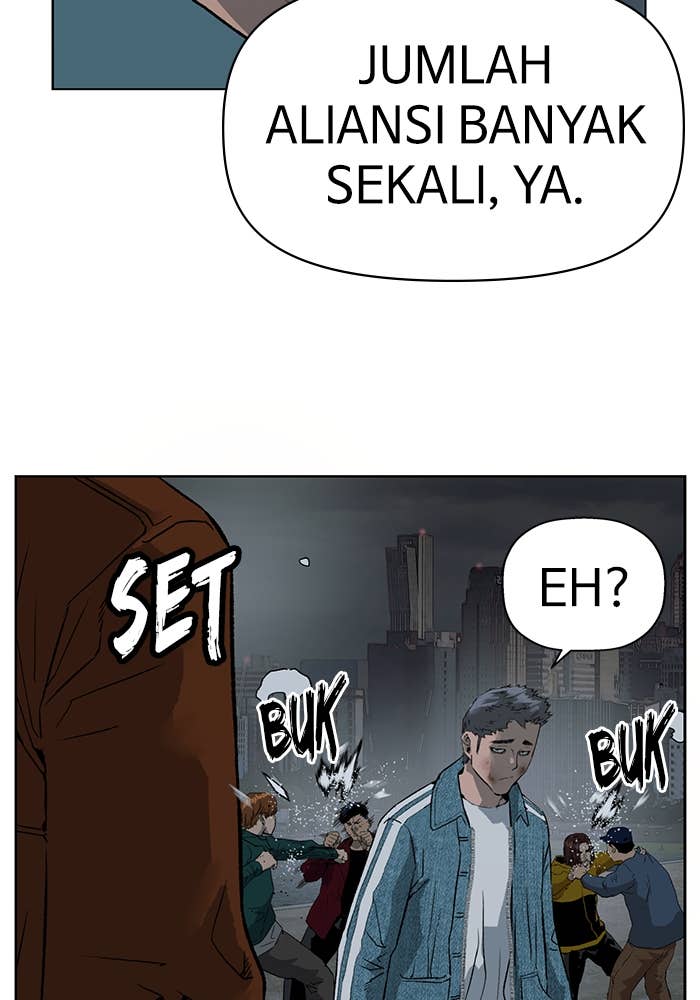 JUMLAH
ALIANSI BANYAK
SEKALI, YA.
SET
EH?
BUK
BUK